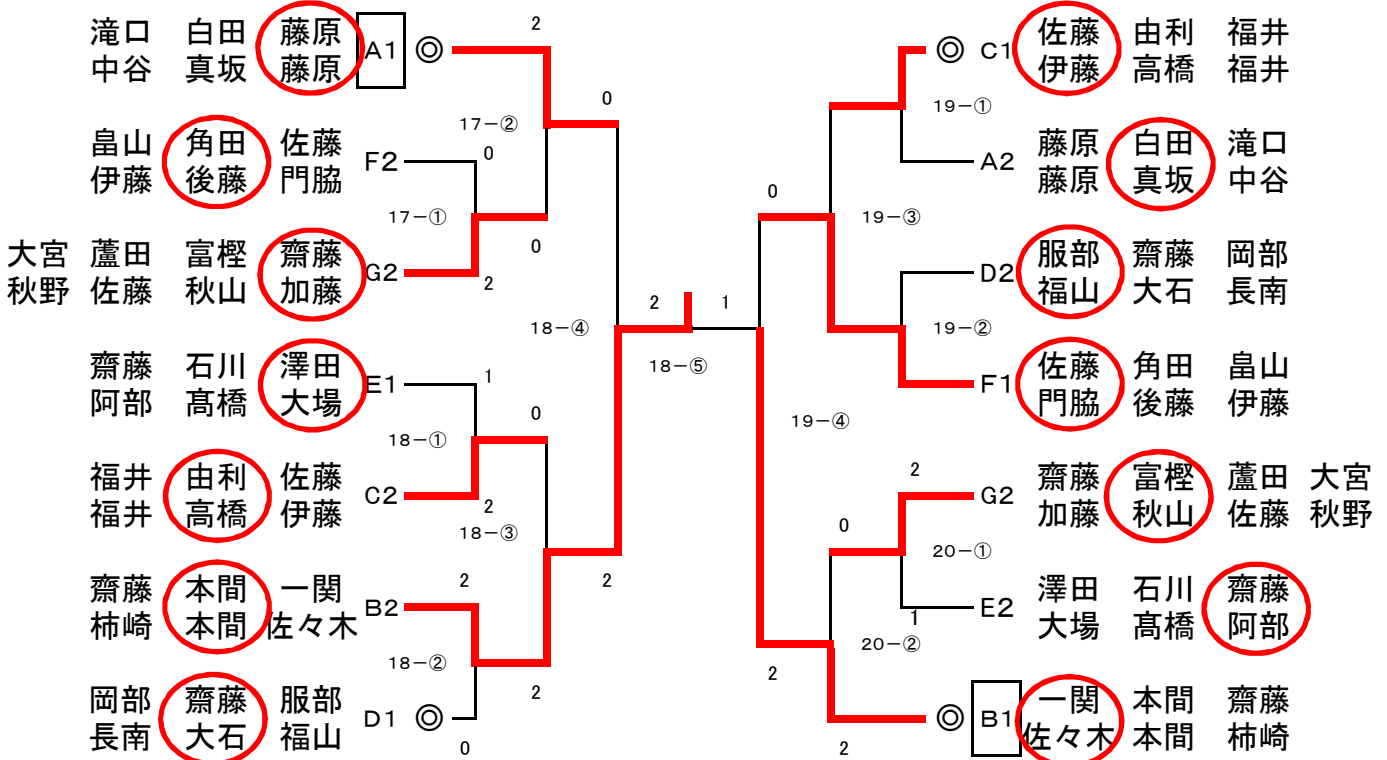 滝口 白田 藤原
中谷 真坂 藤原
A1 ◎
2
0
17-②
畠山 角田 佐藤
伊藤 後藤 門脇
F2
0
17-①
0
大宮 蘆田 富樫 齋藤
秋野 佐藤 秋山 加藤
G2
2
18-④
2 1
18-⑤
齋藤 石川 澤田
阿部 髙橋 大場
E1
1
18-①
0
福井 由利 佐藤
福井 高橋 伊藤
C2
2
18-③
齋藤 本間 一関
柿崎 本間 佐々木
B2
2
2
18-②
2
岡部 齋藤 服部
長南 大石 福山
D1 ◎
0
◎ C1
佐藤 由利 福井
伊藤 高橋 福井
19-①
A2
藤原 白田 滝口
藤原 真坂 中谷
0
19-③
D2
服部 齋藤 岡部
福山 大石 長南
19-②
F1
佐藤 角田 畠山
門脇 後藤 伊藤
19-④
2
G2
齋藤 富樫 蘆田 大宮
加藤 秋山 佐藤 秋野
0
20-①
E2
澤田 石川 齋藤
大場 髙橋 阿部
1
20-②
2
◎ B1
一関 本間 齋藤
佐々木 本間 柿崎
2